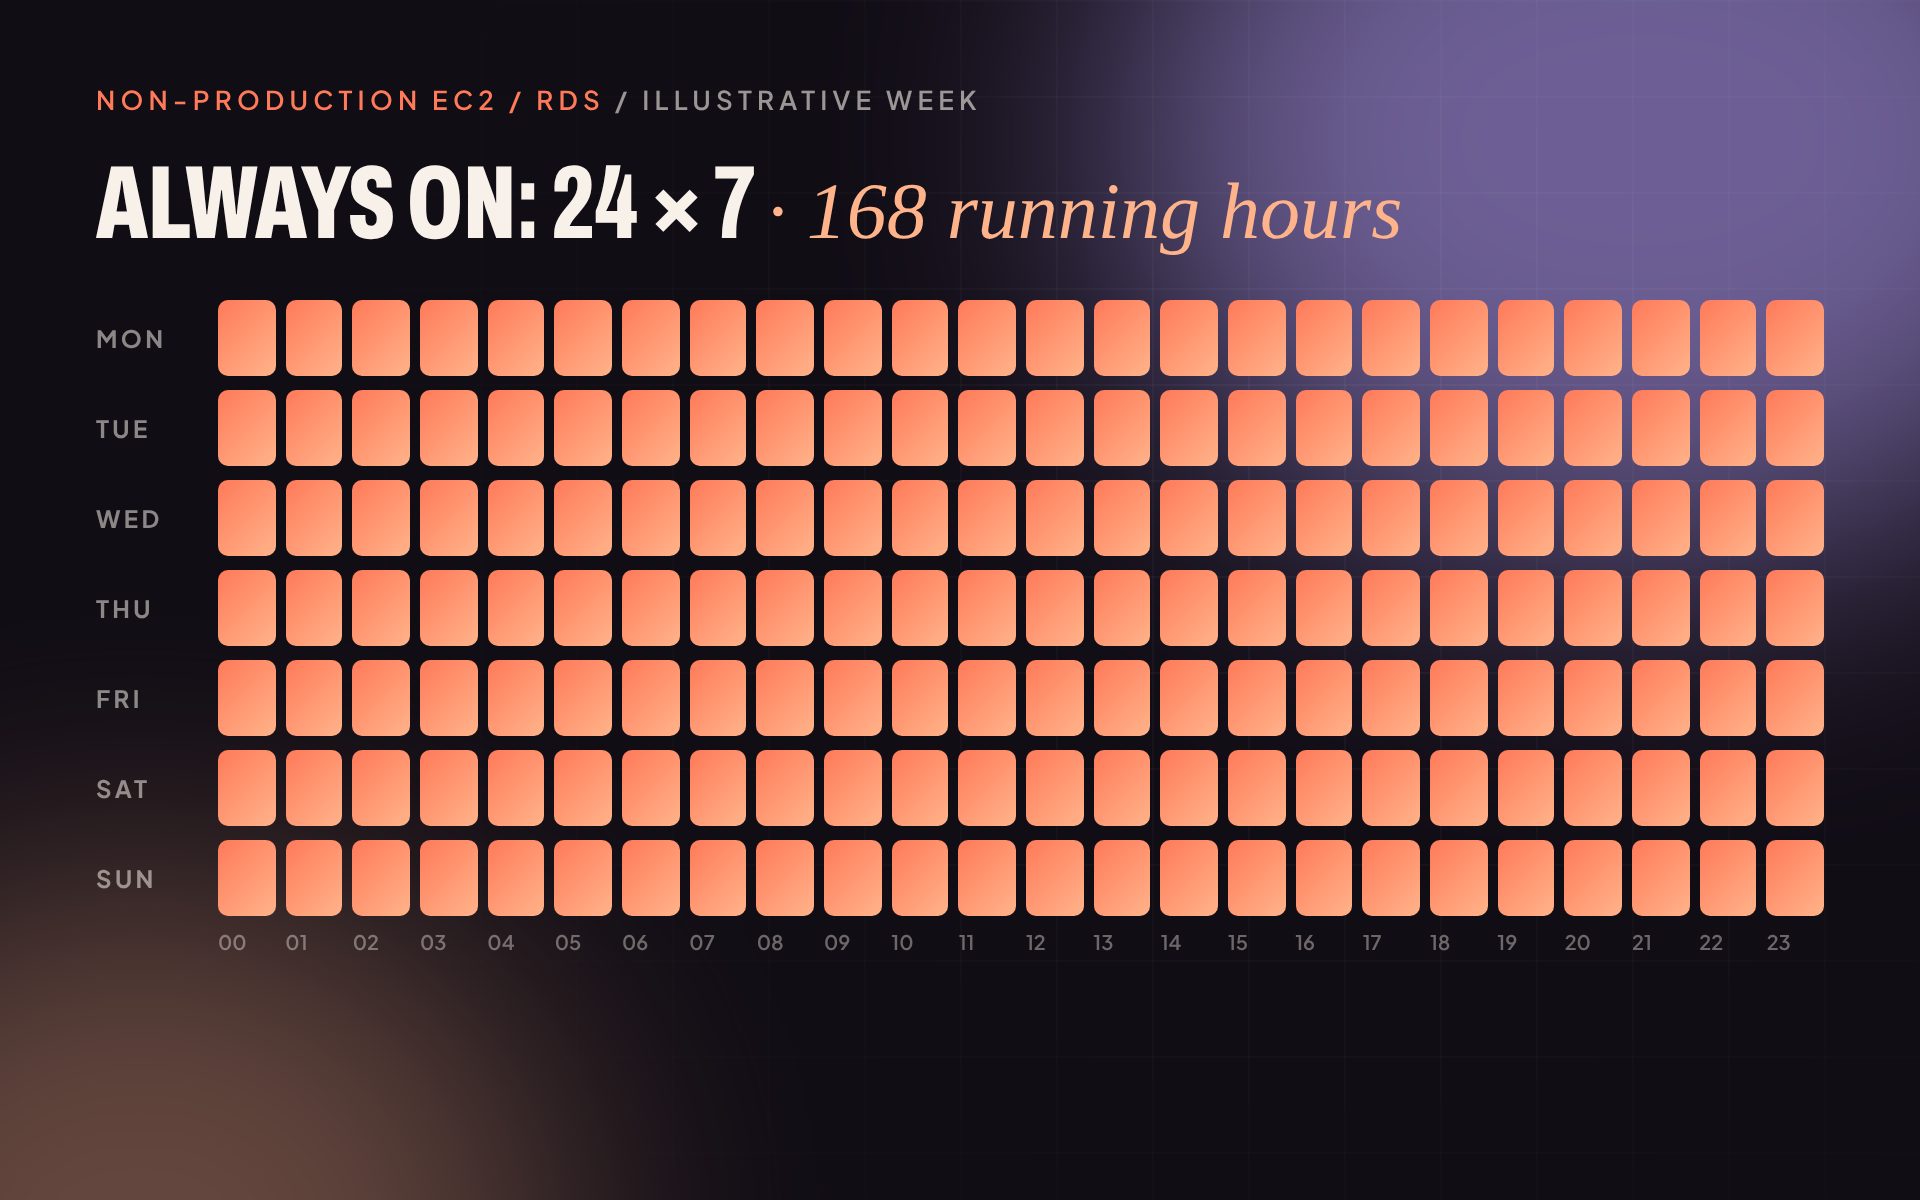 NON-PRODUCTION EC2 / RDS / ILLUSTRATIVE WEEK
ALWAYS ON: 24 × 7 · 168 running hours
MON
TUE
WED
THU
FRI
SAT
SUN
00 01 02 03 04 05 06 07 08 09 10 11 12 13 14 15 16 17 18 19 20 21 22 23